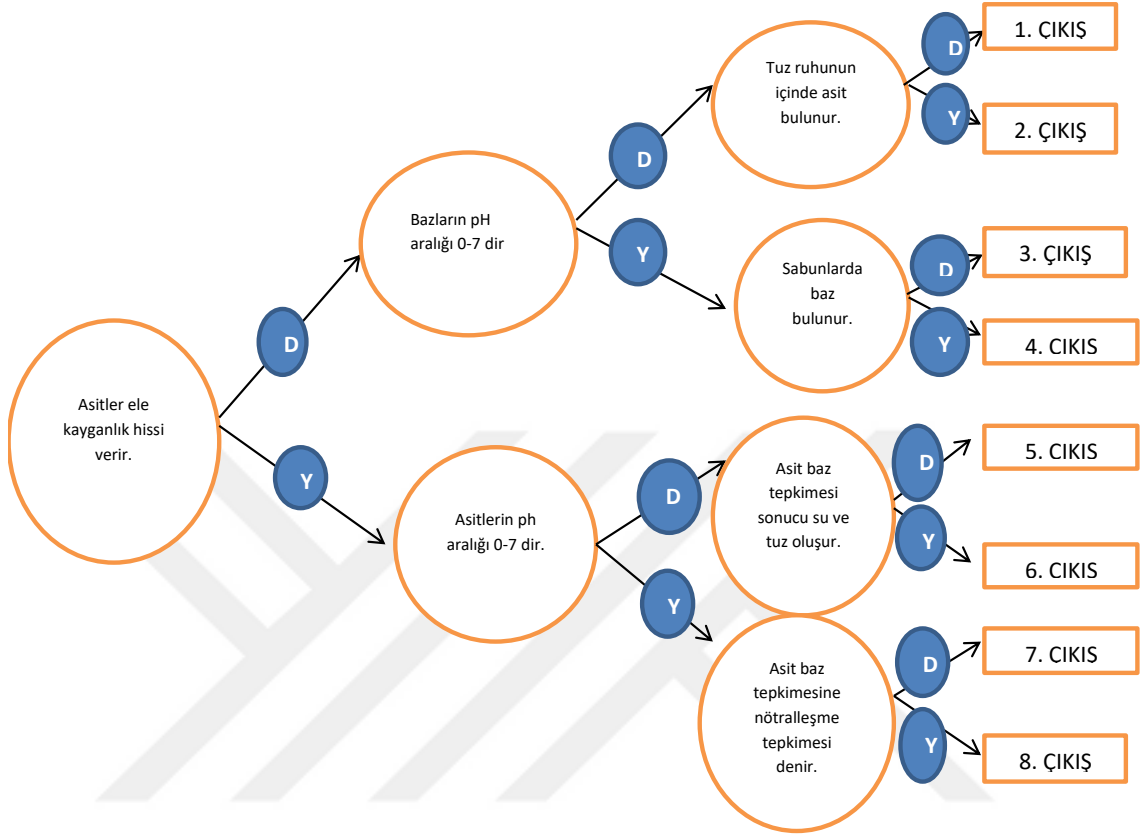 Asitler ele
kayganlık hissi
verir.
D
Y
Bazların pH
aralığı 0-7 dir
D
Y
Asitlerin ph
aralığı 0-7 dir.
D
Y
Tuz ruhunun
içinde asit
bulunur.
D
Y
1. ÇIKIŞ
2. ÇIKIŞ
Sabunlarda
baz
bulunur.
D
Y
3. ÇIKIŞ
4. CIKIS
Asit baz
tepkimesi
sonucu su ve
tuz oluşur.
D
Y
5. CIKIS
6. CIKIS
Asit baz
tepkimesine
nötralleşme
tepkimesi
denir.
D
Y
7. CIKIS
8. ÇIKIŞ